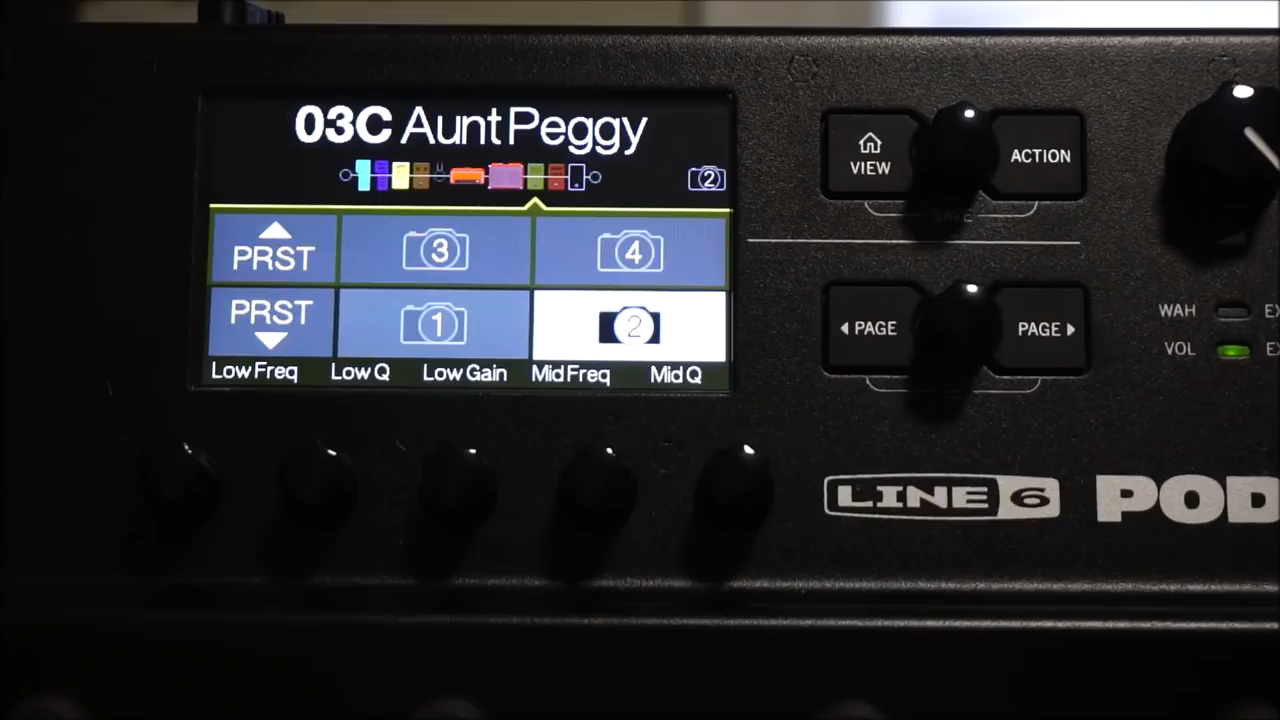 03C Aunt Peggy
2
PRST 3 4
PRST 1 2
Low Freq Low Q Low Gain Mid Freq Mid Q
VIEW ACTION
SAVE
PAGE PAGE
WAH
VOL
LINE 6 POD